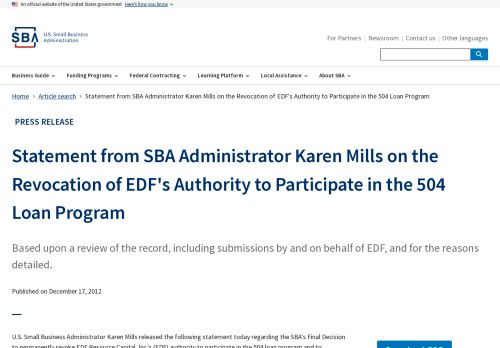 An official website of the United States government Here's how you know
SBA U.S. Small Business
Administration
For Partners Newsroom Contact us Other languages
Business Guide Funding Programs Federal Contracting Learning Platform Local Assistance About SBA
Home Article search Statement from SBA Administrator Karen Mills on the Revocation of EDF's Authority to Participate in the 504 Loan Program
PRESS RELEASE
Statement from SBA Administrator Karen Mills on the
Revocation of EDF's Authority to Participate in the 504
Loan Program
Based upon a review of the record, including submissions by and on behalf of EDF, and for the reasons
detailed.
Published on December 17, 2012
U.S. Small Business Administrator Karen Mills released the following statement today regarding the SBA's Final Decision
to permanently revoke EDF Resource Capital, Inc's (EDF) authority to participate in the 504 loan program and to